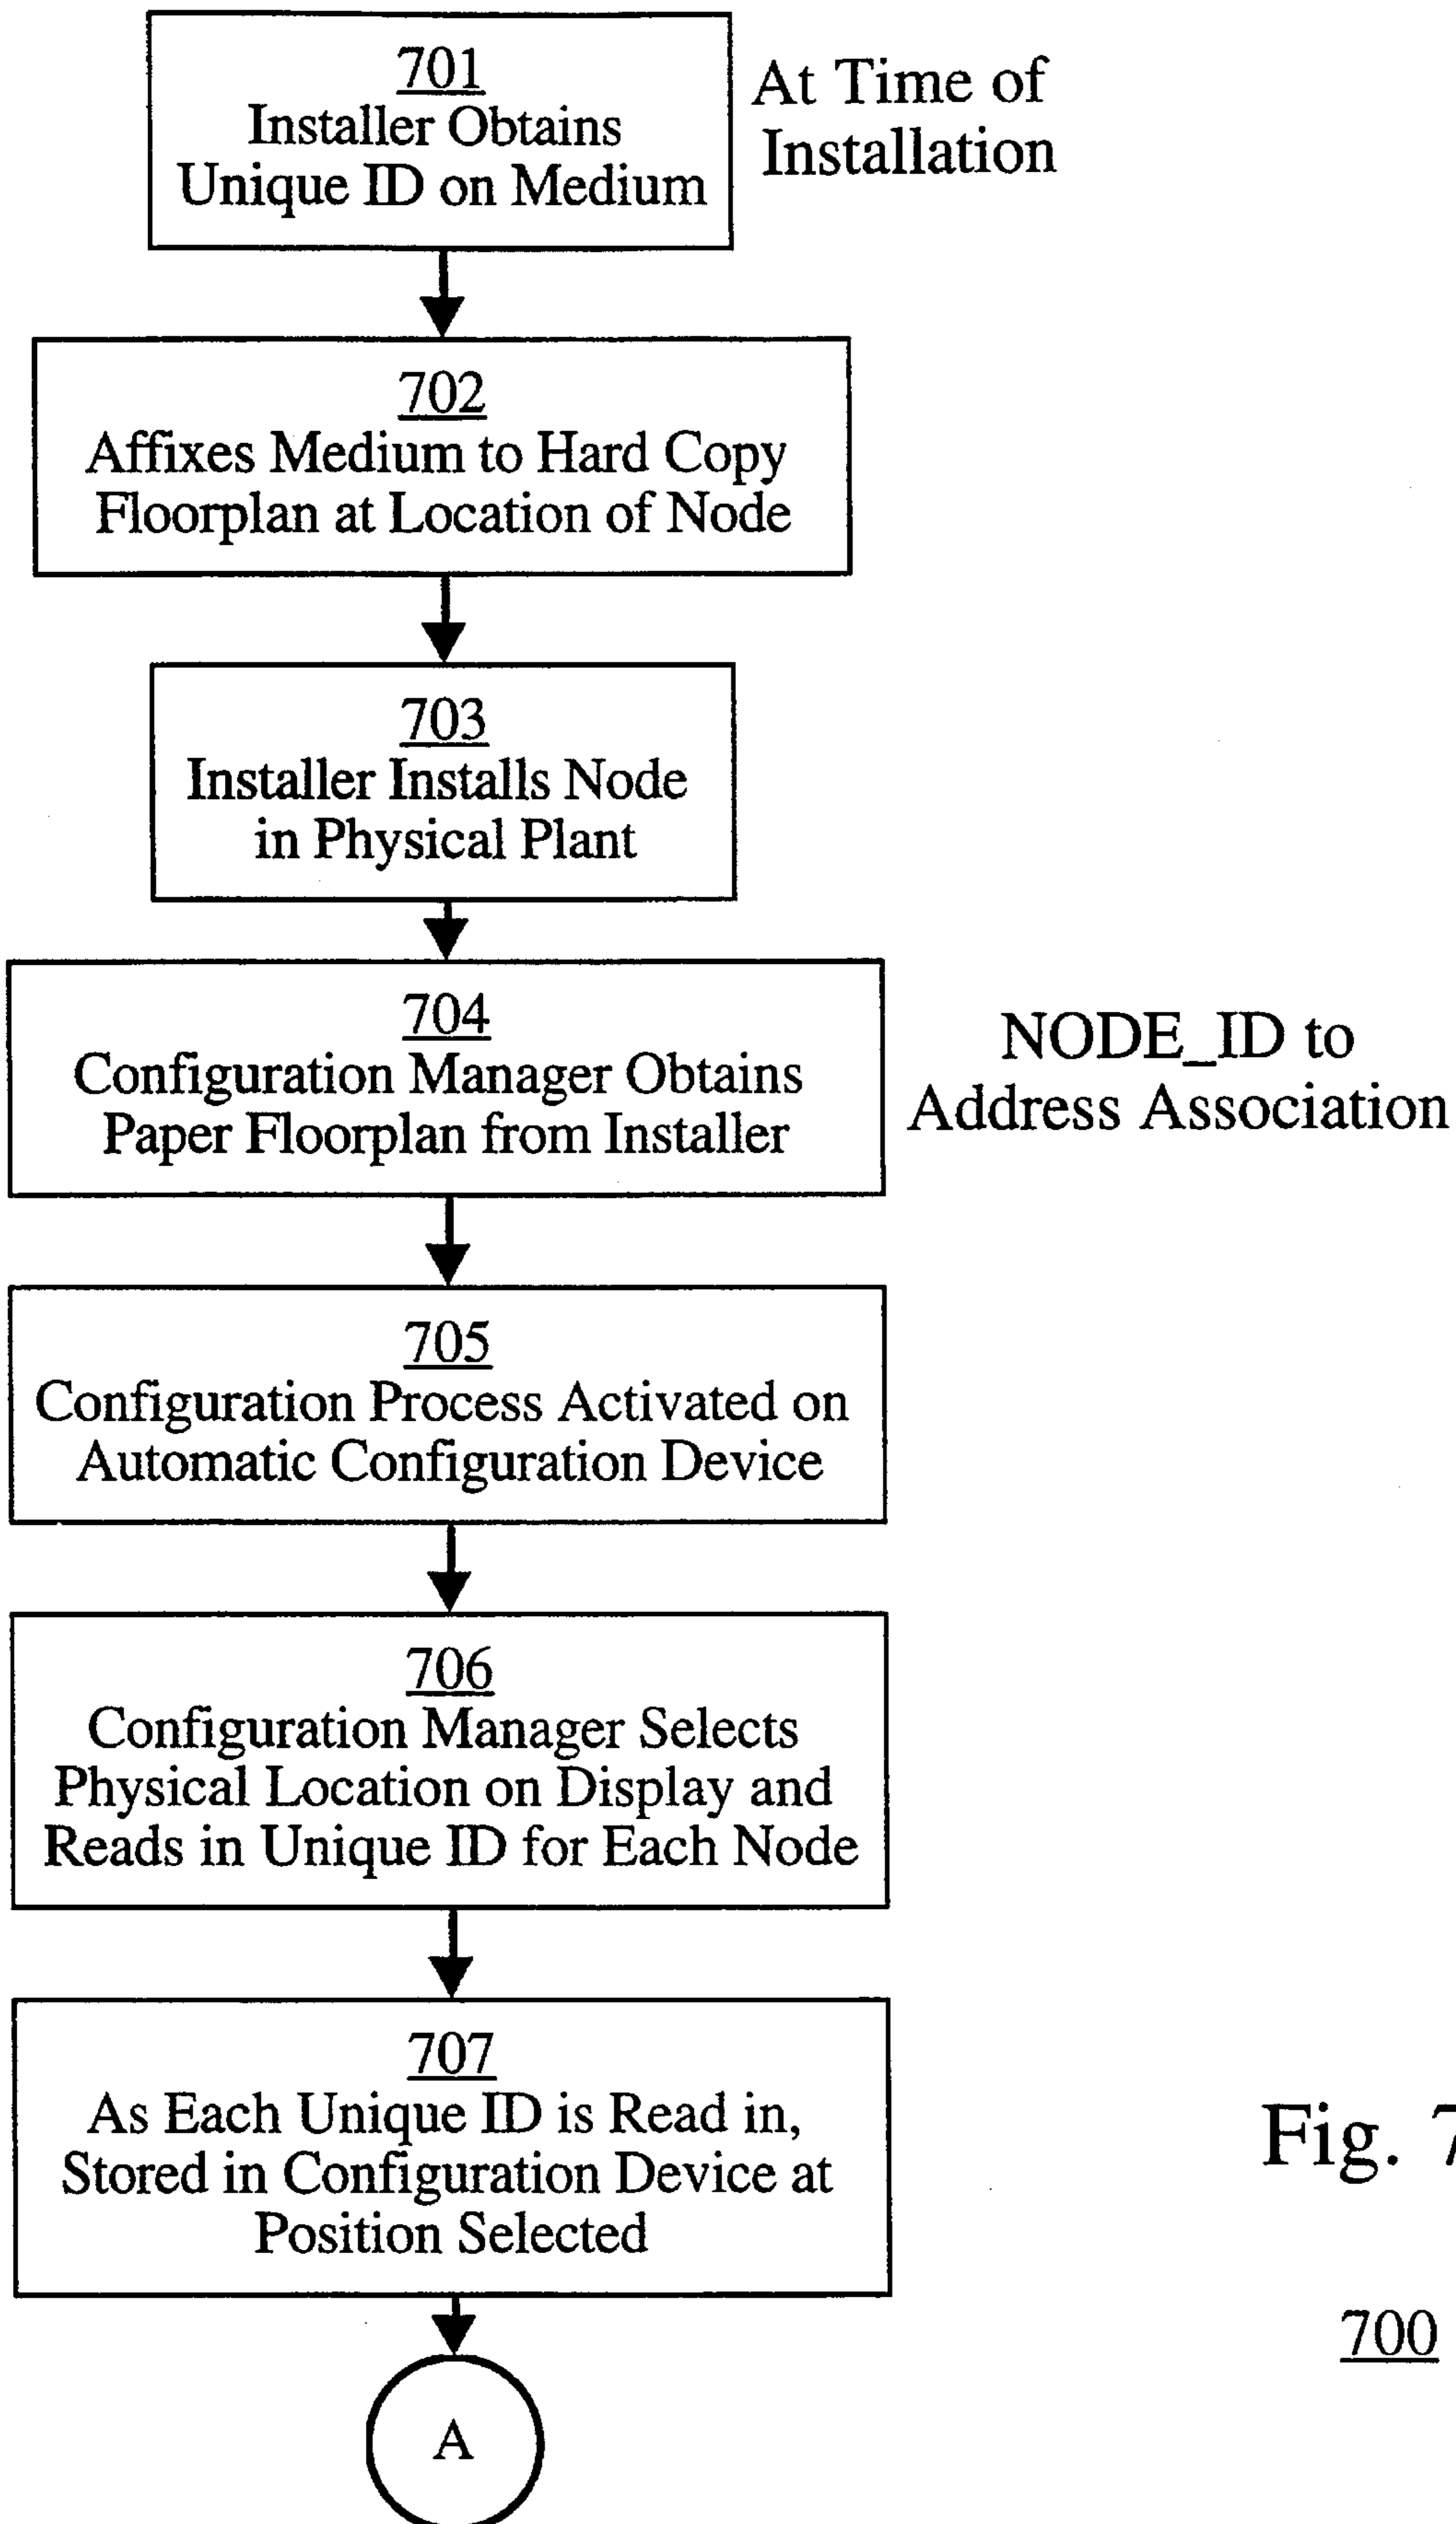 701
Installer Obtains
Unique ID on Medium
At Time of
Installation
702
Affixes Medium to Hard Copy
Floorplan at Location of Node
703
Installer Installs Node
in Physical Plant
704
Configuration Manager Obtains
Paper Floorplan from Installer
NODE_ID to
Address Association
705
Configuration Process Activated on
Automatic Configuration Device
706
Configuration Manager Selects
Physical Location on Display and
Reads in Unique ID for Each Node
707
As Each Unique ID is Read in,
Stored in Configuration Device at
Position Selected
A
Fig. 7
700